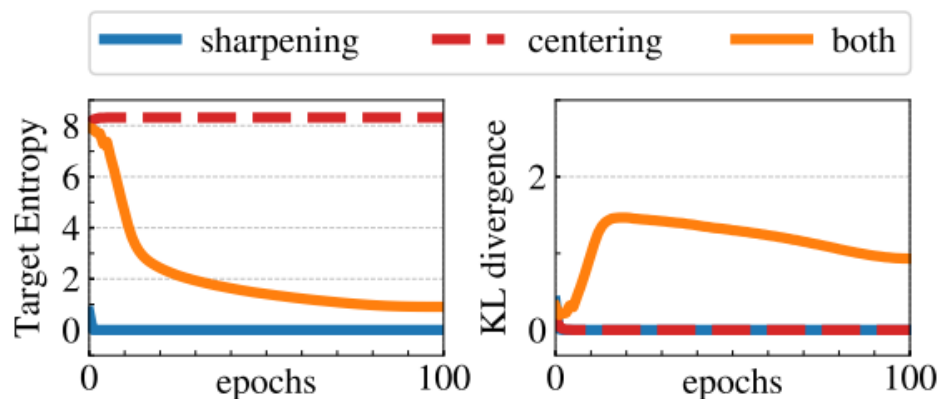 sharpening centering both
Target Entropy
8
6
4
2
0
0 epochs 100
KL divergence
2
0
0 epochs 100